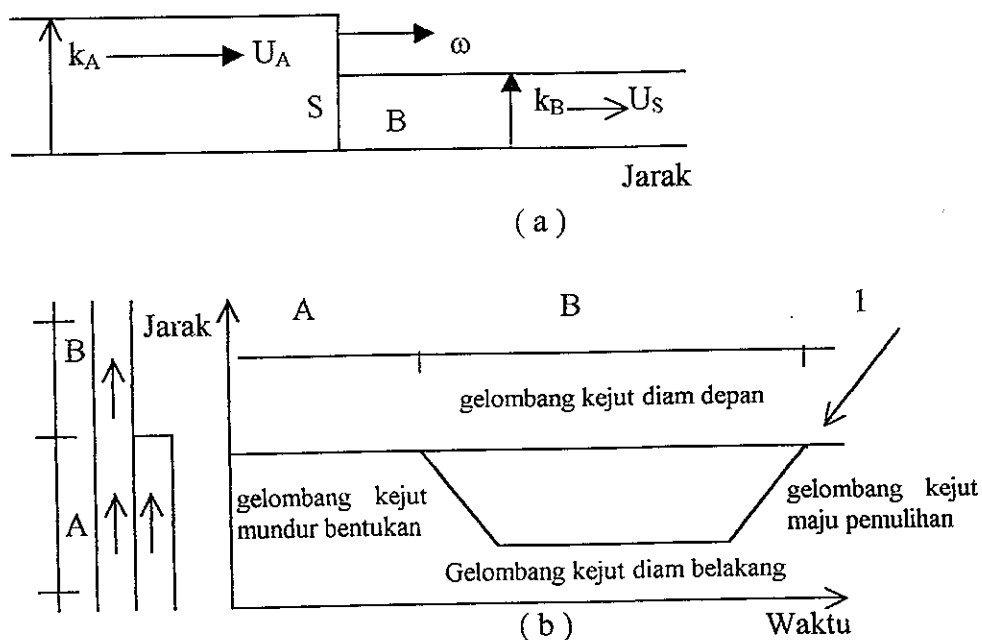 k_A U_A ω
S B k_B U_S
Jarak
( a )
A B 1
Jarak
B
gelombang kejut diam depan
gelombang kejut
mundur bentukan
gelombang kejut
maju pemulihan
A
Gelombang kejut diam belakang
( b ) Waktu